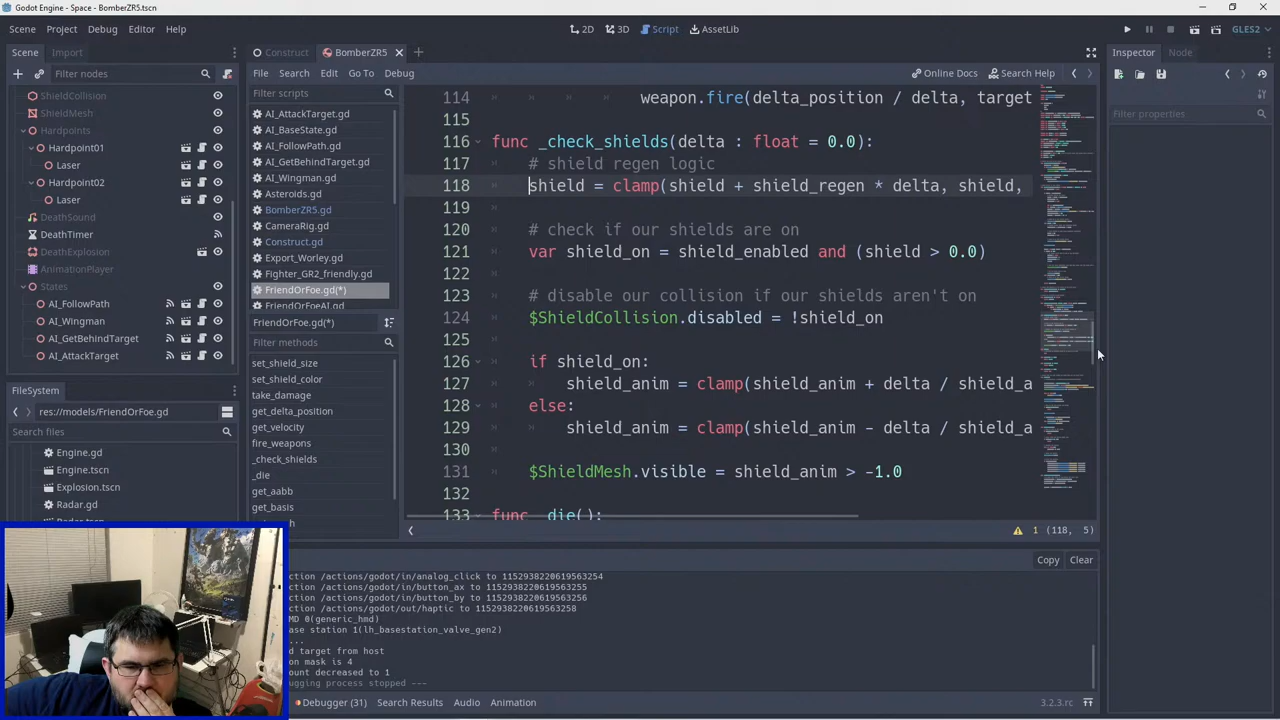 Godot Engine - Space - BomberZR5.tscn
Scene Project Debug Editor Help
2D 3D Script AssetLib
GLES2
Scene Import
Filter nodes
ShieldCollision
ShieldMesh
Hardpoints
Hardpoint01
Laser
Hardpoint02
Laser
DeathSound
DeathTimer
DeathExplosion
AnimationPlayer
States
AI_FollowPath
AI_Wingman
AI_GetBehindTarget
AI_AttackTarget
FileSystem
res://models/FriendOrFoe.gd
Search files
Engine.gd
Engine.tscn
Explosion.tscn
Radar.gd
Construct BomberZR5
File Search Edit Go To Debug
Online Docs Search Help
Filter scripts
AI_AttackTarget.gd
AI_BaseState.gd
AI_FollowPath.gd
AI_GetBehindTarget.gd
AI_Wingman.gd
Asteroids.gd
BomberZR5.gd
CameraRig.gd
Construct.gd
Export_Worley.gd
Fighter_GR2_friendly.gd
FriendOrFoe.gd(*)
FriendOrFoeAI.gd
FriendOrFoe.gd(*)
Filter methods
set_shield_size
set_shield_color
take_damage
get_delta_position
get_velocity
fire_weapons
_check_shields
_die
get_aabb
get_basis
114 weapon.fire(delta_position / delta, target
115
116 func _check_shields(delta : float = 0.0):
117 # shield regen logic
118 shield = clamp(shield + shield_regen * delta, shield,
119
120 # check if our shields are on
121 var shield_on = shield_enabled and (shield > 0.0)
122
123 # disable our collision if our shields aren't on
124 $ShieldCollision.disabled = !shield_on
125
126 if shield_on:
127 shield_anim = clamp(shield_anim + delta / shield_a
128 else:
129 shield_anim = clamp(shield_anim - delta / shield_a
130
131 $ShieldMesh.visible = shield_anim > -1.0
132
133 func _die():
1 (118, 5)
Inspector Node
Filter properties
Copy Clear
ction /actions/godot/in/analog_click to 1152938220619563254
ction /actions/godot/in/button_ax to 1152938220619563255
ction /actions/godot/in/button_by to 1152938220619563256
ction /actions/godot/out/haptic to 1152938220619563258
MD 0(generic_hmd)
ase station 1(lh_basestation_valve_gen2)
...
d target from host
on mask is 4
ount decreased to 1
ugging process stopped ---
Debugger (31) Search Results Audio Animation
3.2.3.rc